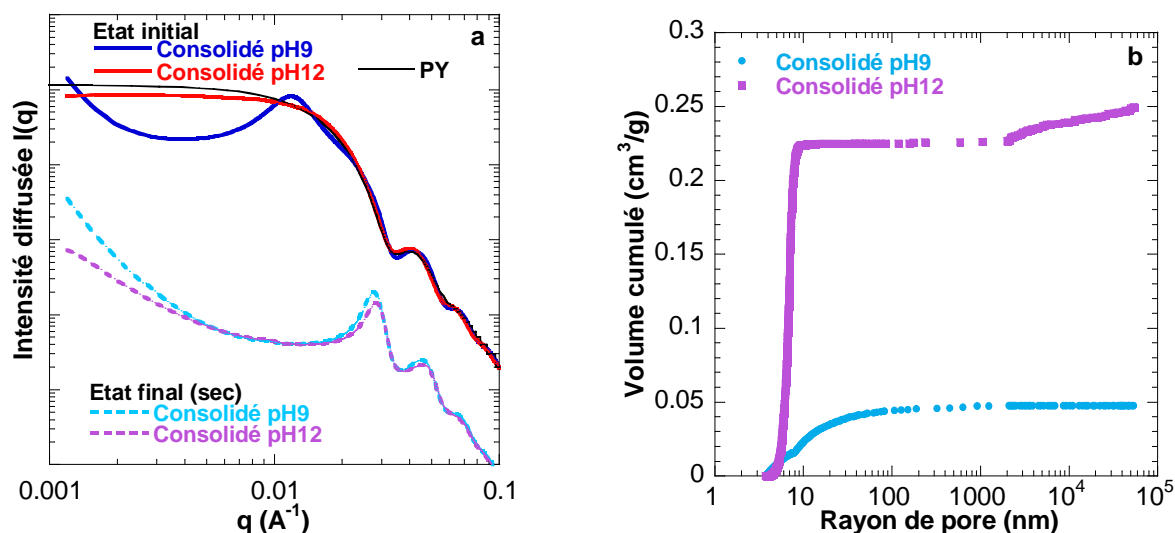 Etat initial
a
Consolidé pH9
Consolidé pH12
PY
Intensité diffusée I(q)
Etat final (sec)
Consolidé pH9
Consolidé pH12
0.001
0.01
0.1
q (A⁻¹)
b
Consolidé pH9
Consolidé pH12
Volume cumulé (cm³/g)
0.3
0.25
0.2
0.15
0.1
0.05
0
1
10
100
1000
10⁴
10⁵
Rayon de pore (nm)